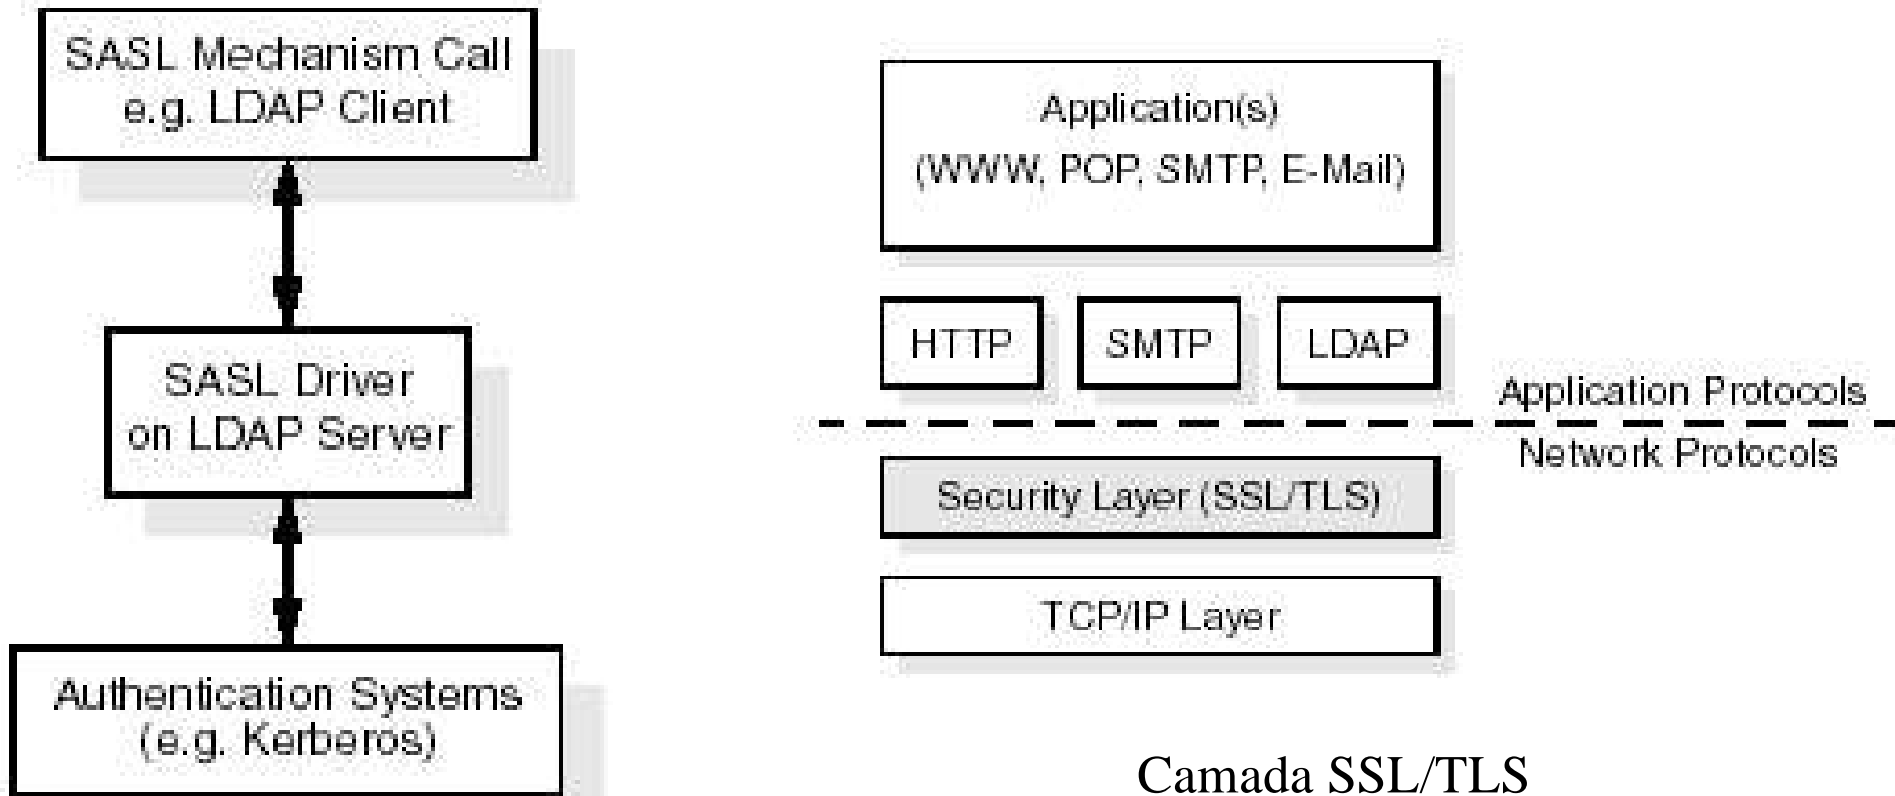 SASL Mechanism Call
e.g. LDAP Client
SASL Driver
on LDAP Server
Authentication Systems
(e.g. Kerberos)
Application(s)
(WWW, POP, SMTP, E-Mail)
HTTP
SMTP
LDAP
Application Protocols
Network Protocols
Security Layer (SSL/TLS)
TCP/IP Layer
Camada SSL/TLS